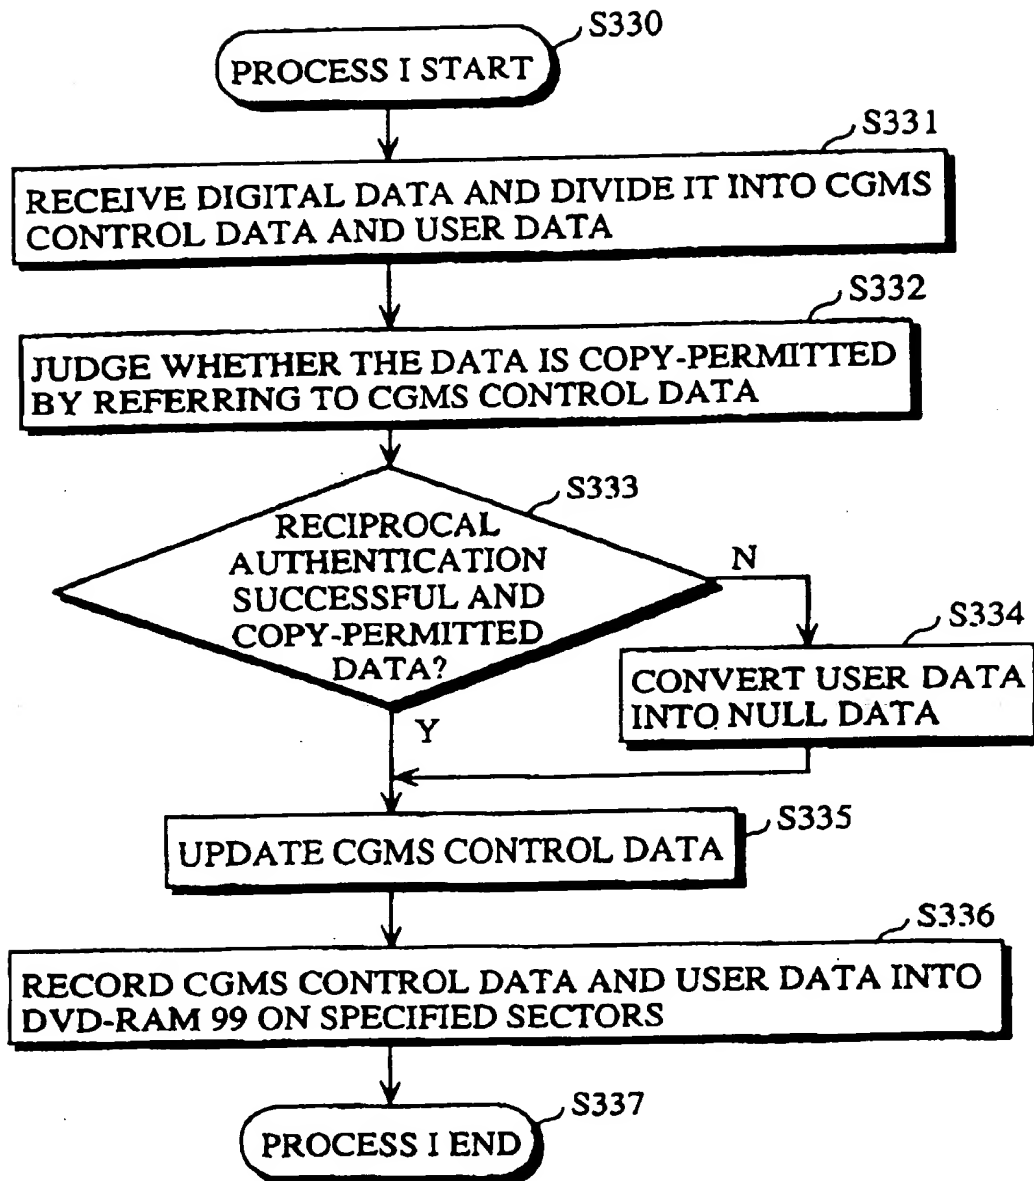 S330
PROCESS I START
S331
RECEIVE DIGITAL DATA AND DIVIDE IT INTO CGMS
CONTROL DATA AND USER DATA
S332
JUDGE WHETHER THE DATA IS COPY-PERMITTED
BY REFERRING TO CGMS CONTROL DATA
S333
RECIPROCAL
AUTHENTICATION
SUCCESSFUL AND
COPY-PERMITTED
DATA?
N
S334
CONVERT USER DATA
INTO NULL DATA
Y
S335
UPDATE CGMS CONTROL DATA
S336
RECORD CGMS CONTROL DATA AND USER DATA INTO
DVD-RAM 99 ON SPECIFIED SECTORS
S337
PROCESS I END